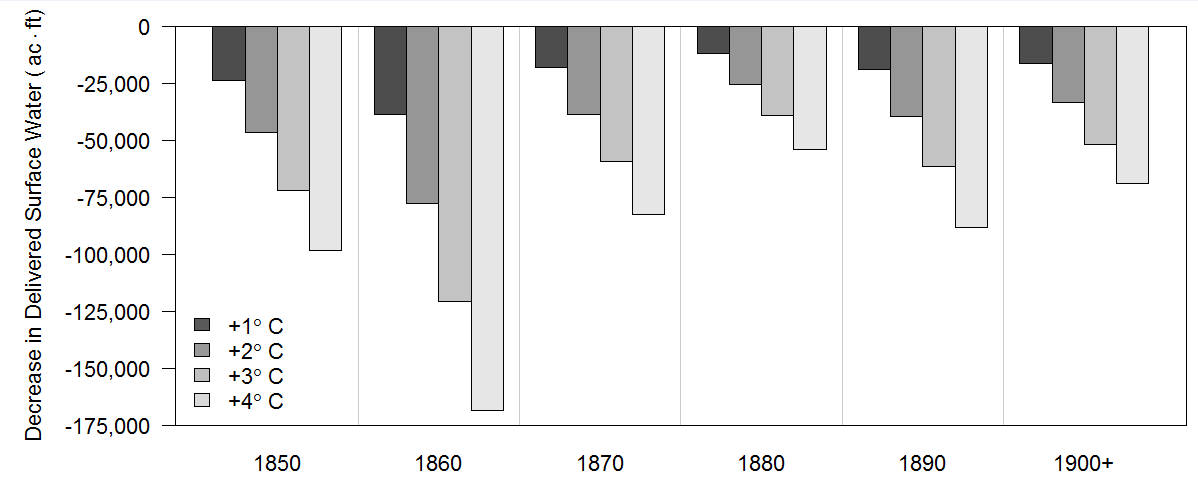 Decrease in Delivered Surface Water ( ac · ft)
0
-25,000
-50,000
-75,000
-100,000
-125,000
-150,000
-175,000
+1° C
+2° C
+3° C
+4° C
1850 1860 1870 1880 1890 1900+